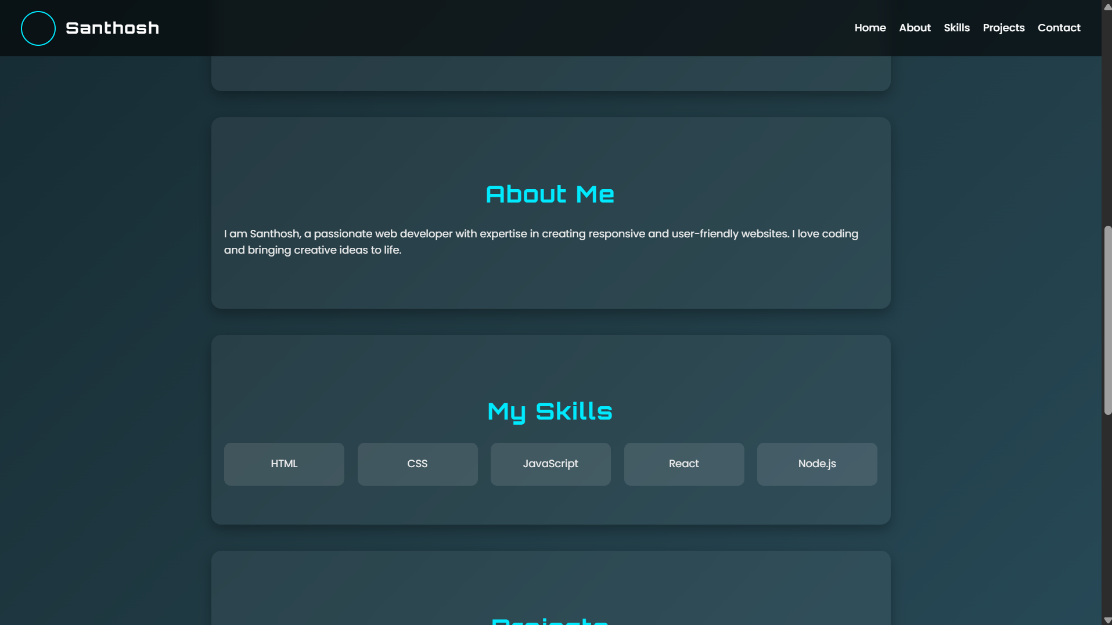 Santhosh
Home About Skills Projects Contact
About Me
I am Santhosh, a passionate web developer with expertise in creating responsive and user-friendly websites. I love coding
and bringing creative ideas to life.
My Skills
HTML CSS JavaScript React Node.js
Projects